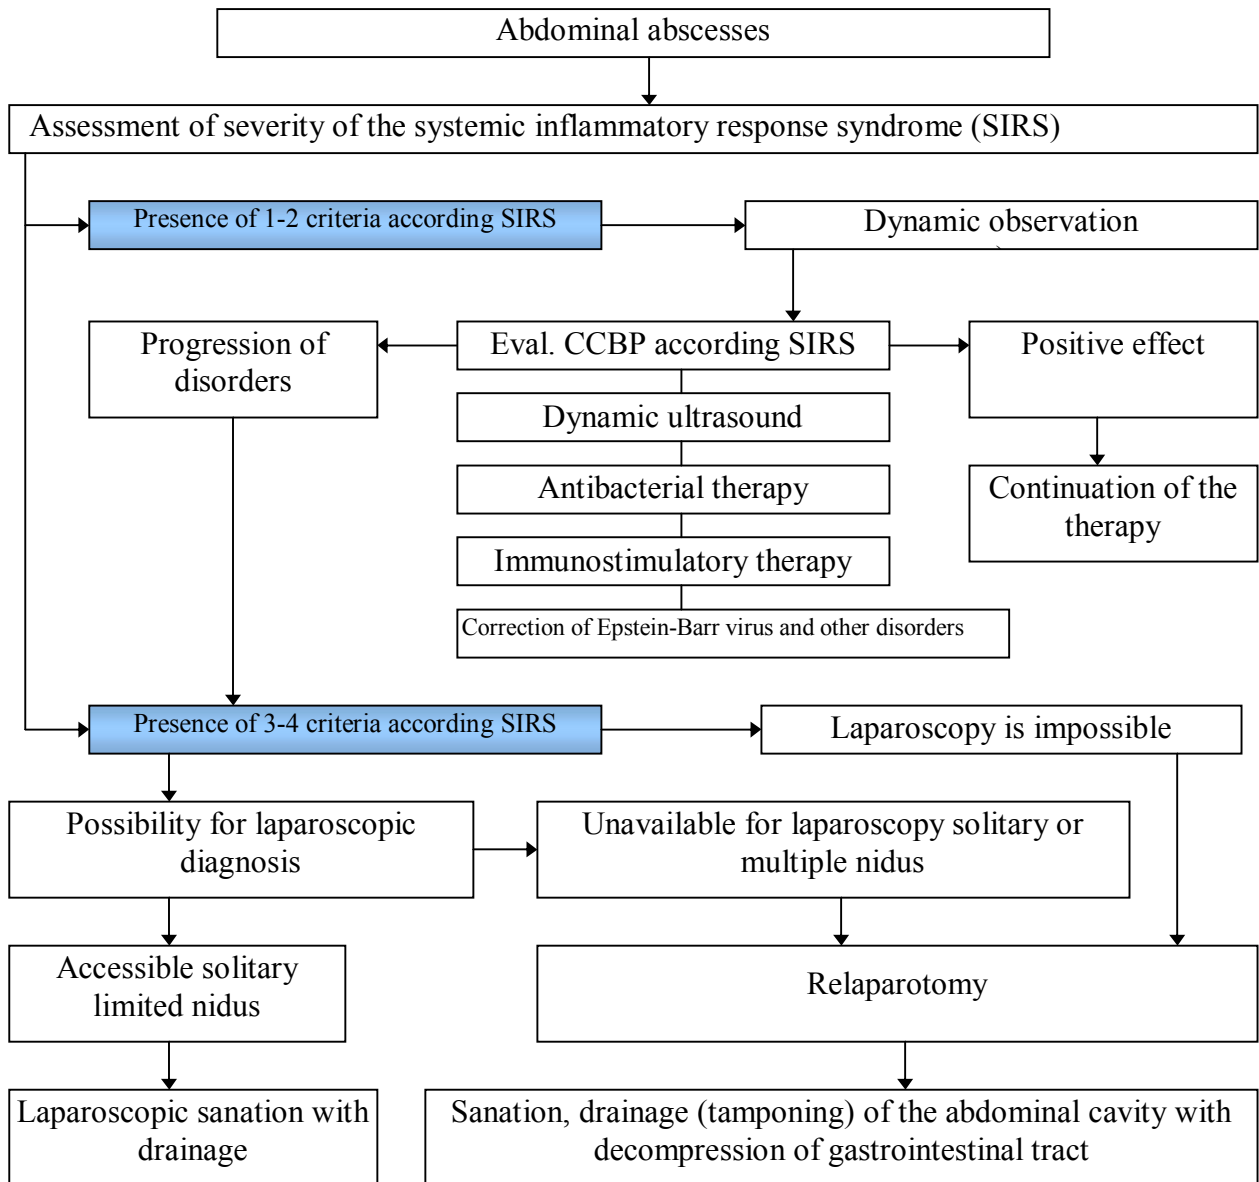 Abdominal abscesses
Assessment of severity of the systemic inflammatory response syndrome (SIRS)
Presence of 1-2 criteria according SIRS
Dynamic observation
Progression of
disorders
Eval. CCBP according SIRS
Positive effect
Dynamic ultrasound
Antibacterial therapy
Continuation of the
therapy
Immunostimulatory therapy
Correction of Epstein-Barr virus and other disorders
Presence of 3-4 criteria according SIRS
Laparoscopy is impossible
Possibility for laparoscopic
diagnosis
Unavailable for laparoscopy solitary or
multiple nidus
Accessible solitary
limited nidus
Relaparotomy
Laparoscopic sanation with
drainage
Sanation, drainage (tamponing) of the abdominal cavity with
decompression of gastrointestinal tract